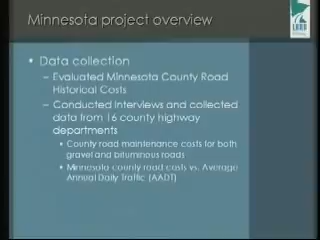 Minnesota project overview
LRRB
• Data collection
– Evaluated Minnesota County Road
Historical Costs
– Conducted interviews and collected
data from 16 county highway
departments
• County road maintenance costs for both
gravel and bituminous roads
• Minnesota county road costs vs. Average
Annual Daily Traffic (AADT)